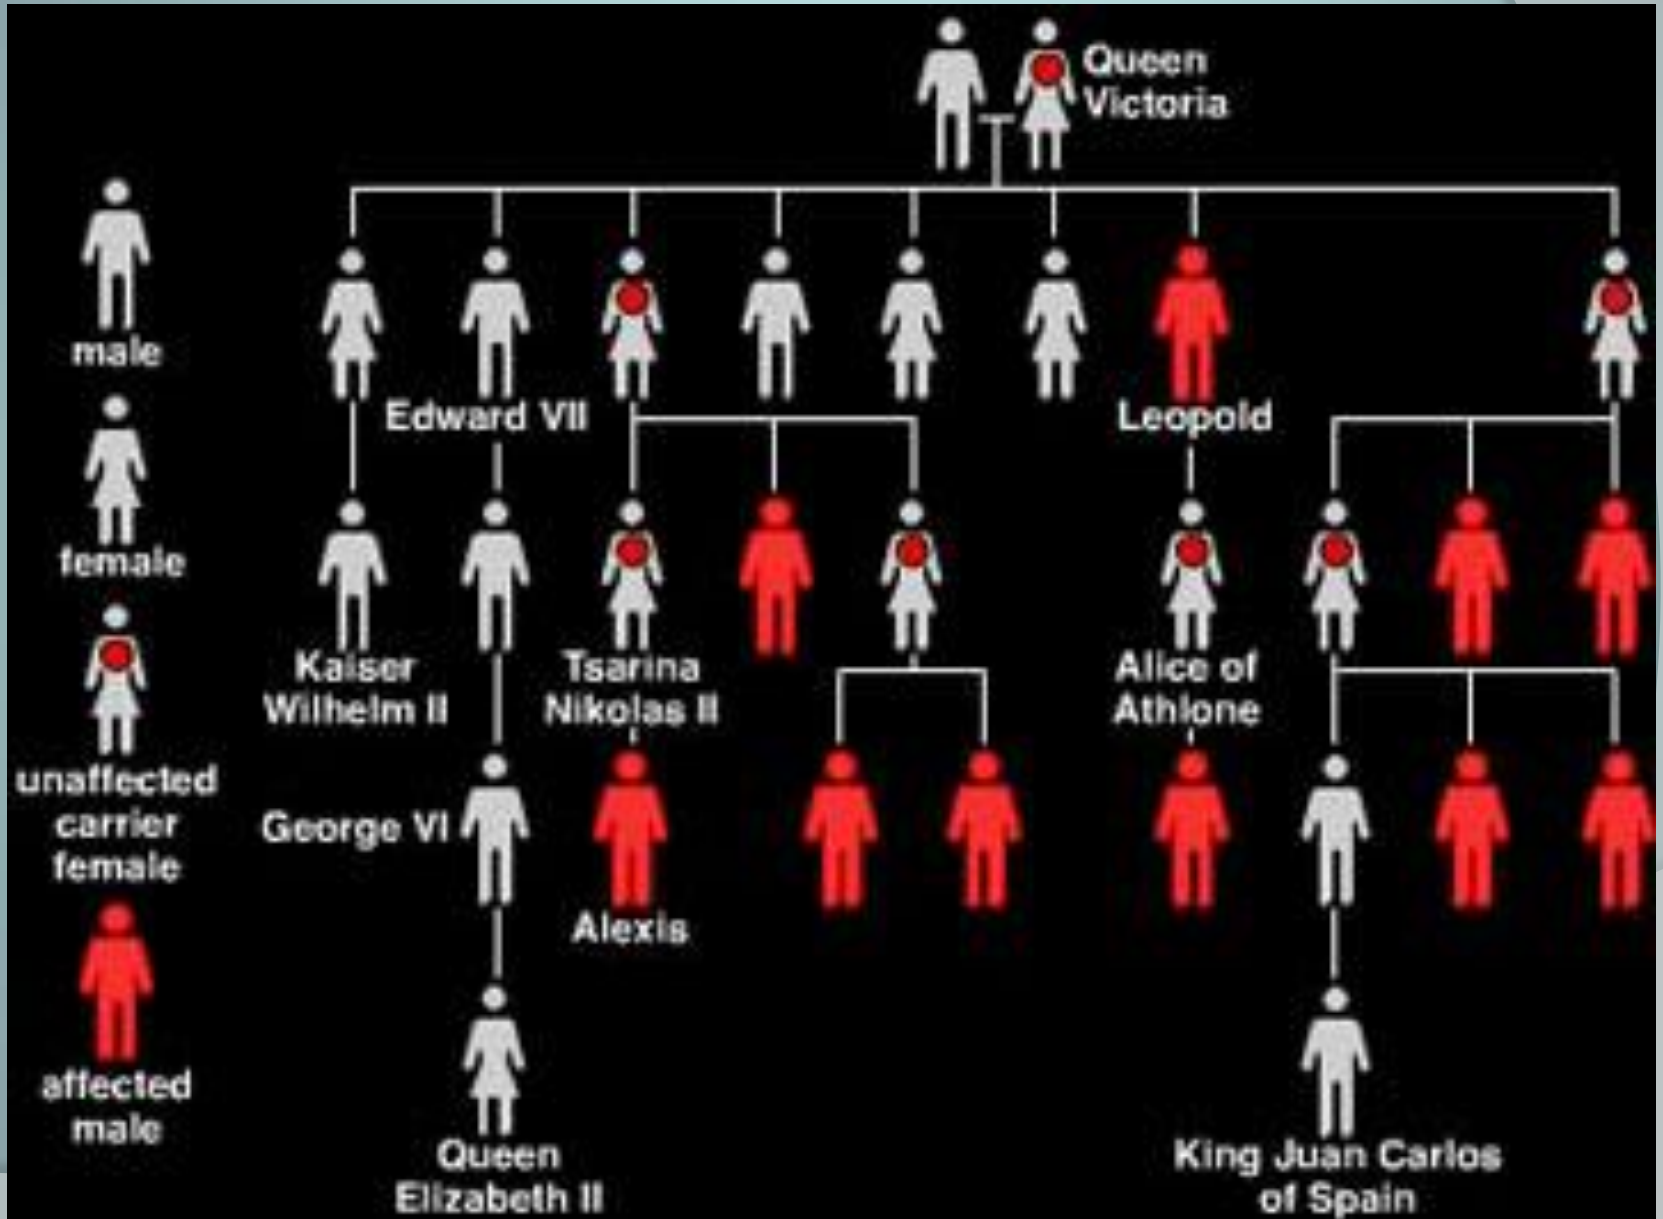 Queen
Victoria
male
Edward VII
Leopold
female
Kaiser
Wilhelm II
Tsarina
Nikolas II
Alice of
Athlone
unaffected
carrier
female
George VI
Alexis
affected
male
Queen
Elizabeth II
King Juan Carlos
of Spain